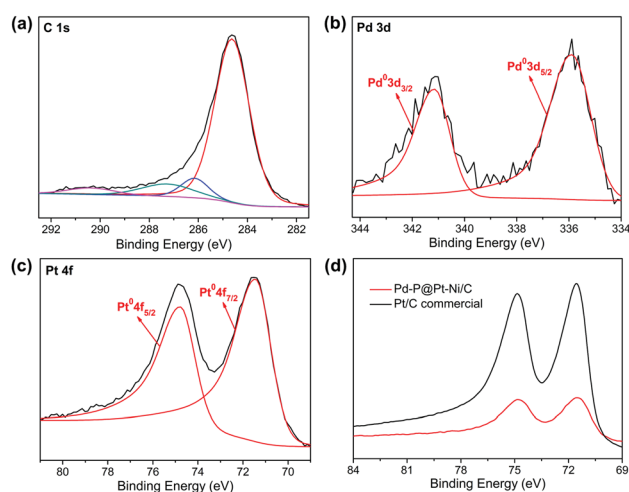 (a) C 1s
292 290 288 286 284 282
Binding Energy (eV)
(b) Pd 3d
Pd⁰3d₃/₂
Pd⁰3d₅/₂
344 342 340 338 336 334
Binding Energy (eV)
(c) Pt 4f
Pt⁰4f₅/₂
Pt⁰4f₇/₂
80 78 76 74 72 70
Binding Energy (eV)
(d)
Pd-P@Pt-Ni/C
Pt/C commercial
84 81 78 75 72 69
Binding Energy (eV)